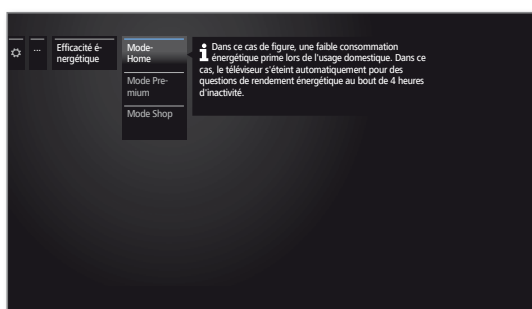 ...
Efficacité é-
nergétique
Mode-
Home
Mode Pre-
mium
Mode Shop
i Dans ce cas de figure, une faible consommation
énergétique prime lors de l'usage domestique. Dans ce
cas, le téléviseur s'éteint automatiquement pour des
questions de rendement énergétique au bout de 4 heures
d'inactivité.